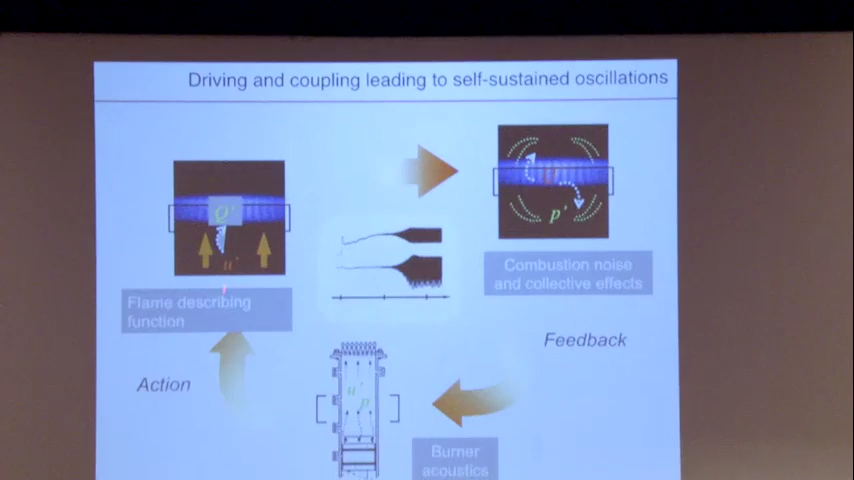 Driving and coupling leading to self-sustained oscillations
Q'
u'
p'
Combustion noise
and collective effects
Flame describing
function
Feedback
Action
u'
p
Burner
acoustics